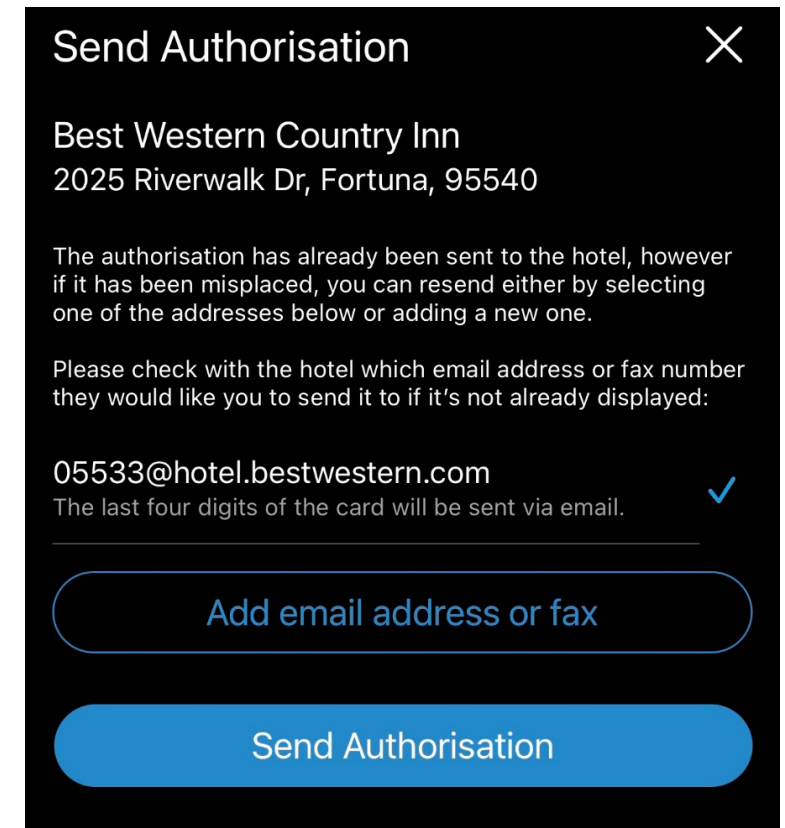 Send Authorisation
Best Western Country Inn
2025 Riverwalk Dr, Fortuna, 95540
The authorisation has already been sent to the hotel, however
if it has been misplaced, you can resend either by selecting
one of the addresses below or adding a new one.
Please check with the hotel which email address or fax number
they would like you to send it to if it’s not already displayed:
05533@hotel.bestwestern.com
The last four digits of the card will be sent via email.
Add email address or fax
Send Authorisation